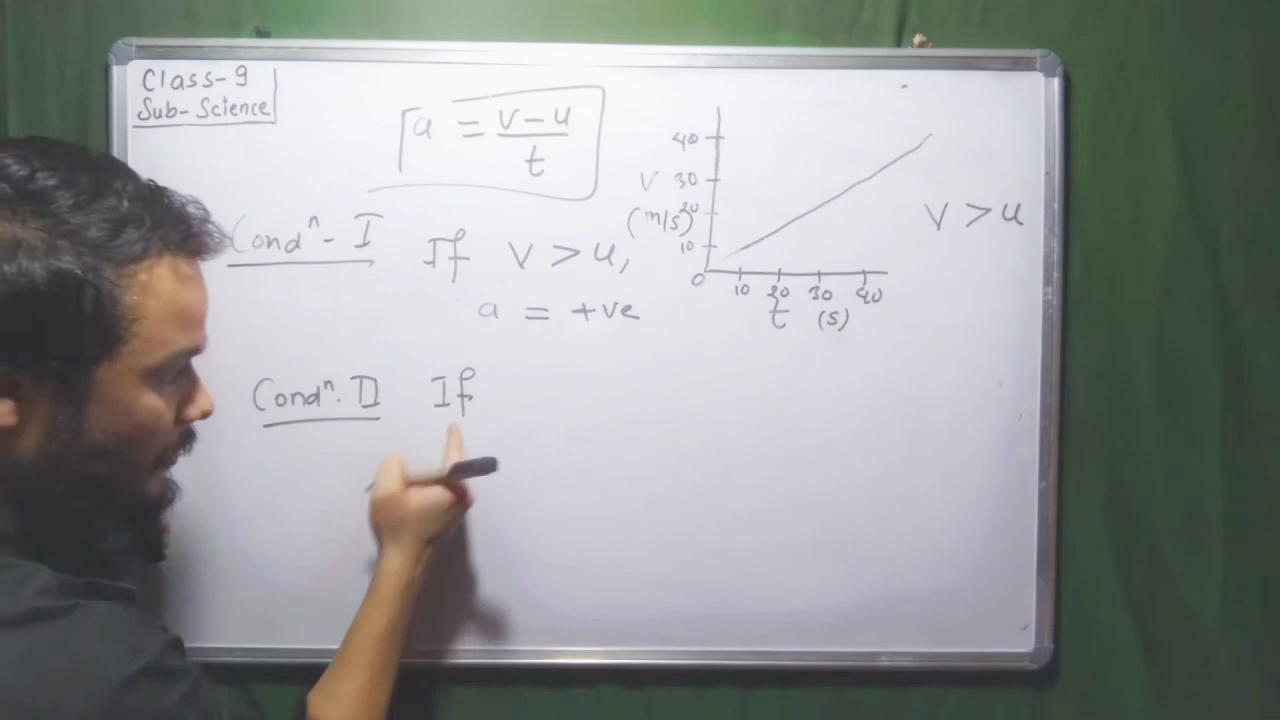 Class-9
Sub-Science
a = v-u
t
Condⁿ - I If v > u,
a = +ve
40
v 30
(m/s) 20
10
0
10 20 30 40
t (s)
v > u
Condⁿ. II If